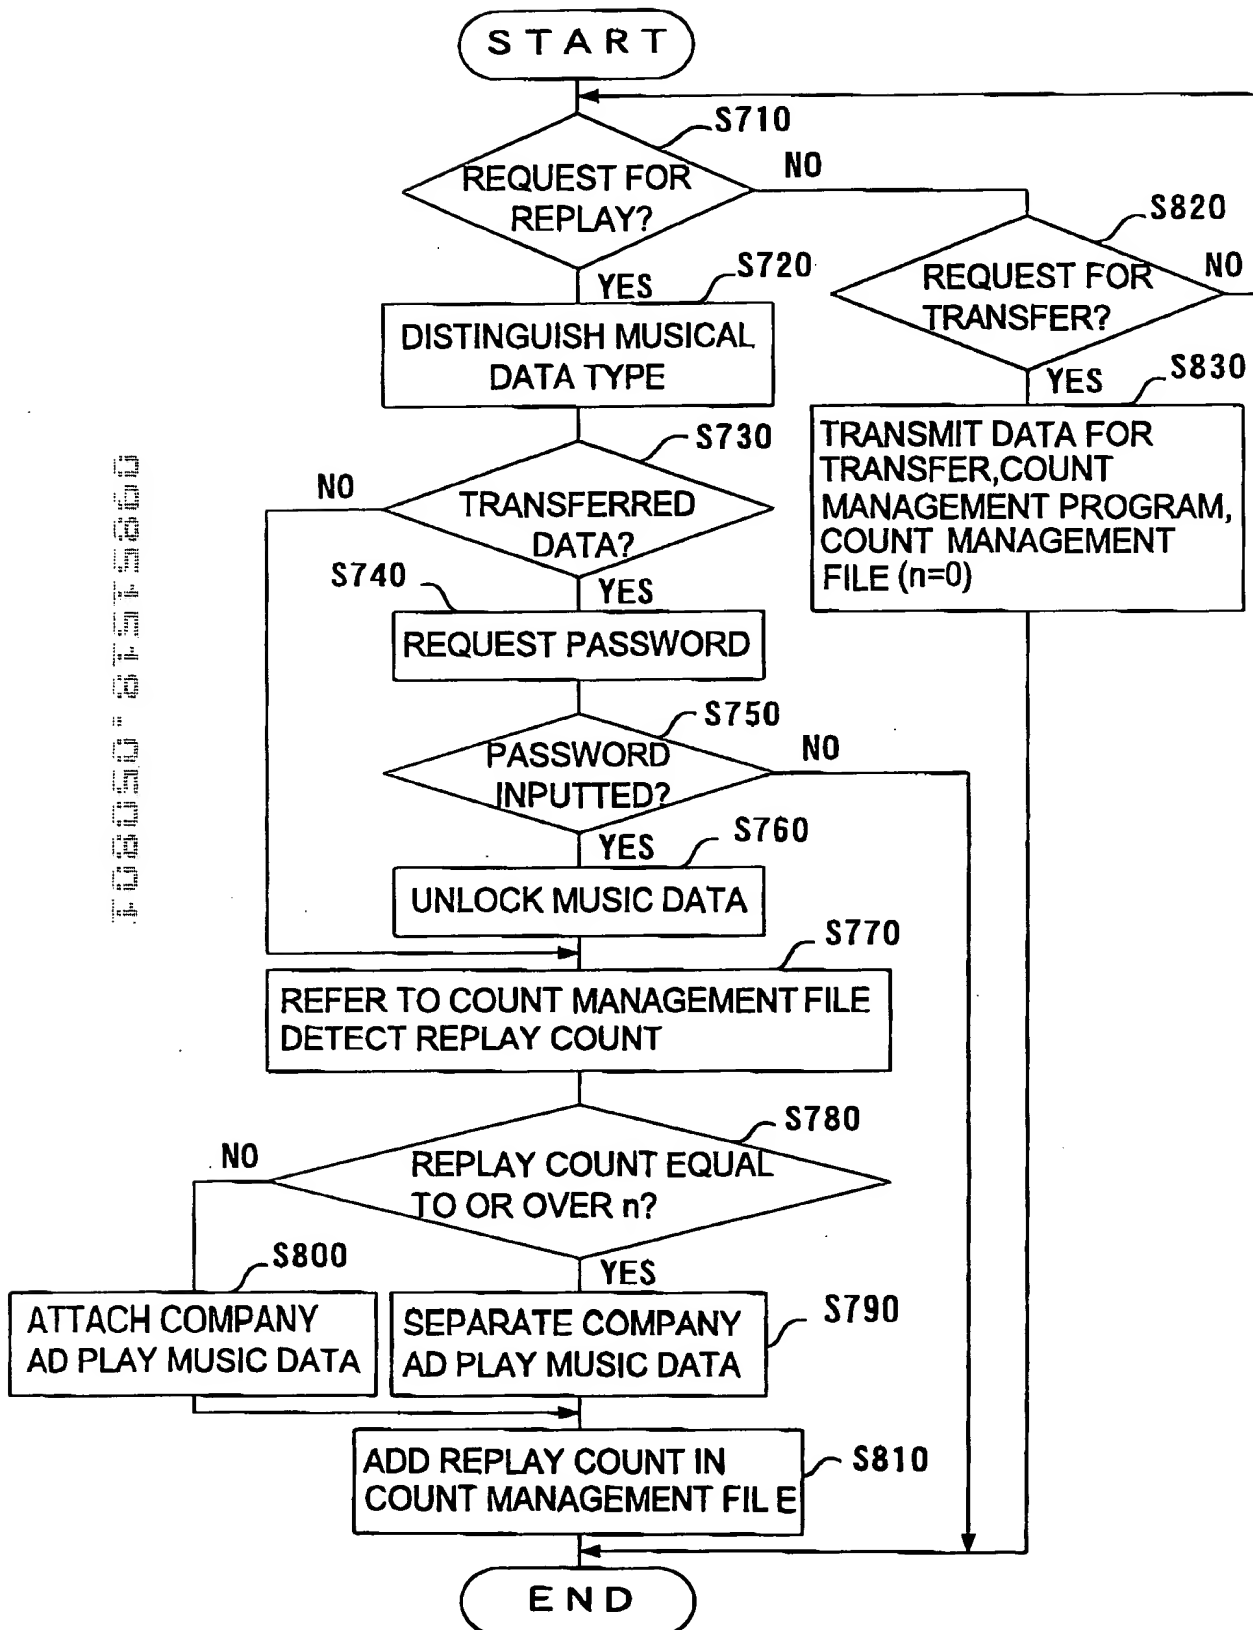 START
S710
NO
REQUEST FOR
REPLAY?
S820
S720
YES
REQUEST FOR
TRANSFER?
NO
DISTINGUISH MUSICAL
DATA TYPE
YES
S830
S730
NO
TRANSFERRED
DATA?
TRANSMIT DATA FOR
TRANSFER,COUNT
MANAGEMENT PROGRAM,
COUNT MANAGEMENT
FILE (n=0)
S740
YES
REQUEST PASSWORD
S750
NO
PASSWORD
INPUTTED?
S760
YES
UNLOCK MUSIC DATA
S770
REFER TO COUNT MANAGEMENT FILE
DETECT REPLAY COUNT
S780
NO
REPLAY COUNT EQUAL
TO OR OVER n?
S800
YES
ATTACH COMPANY
AD PLAY MUSIC DATA
S790
SEPARATE COMPANY
AD PLAY MUSIC DATA
S810
ADD REPLAY COUNT IN
COUNT MANAGEMENT FILE
END